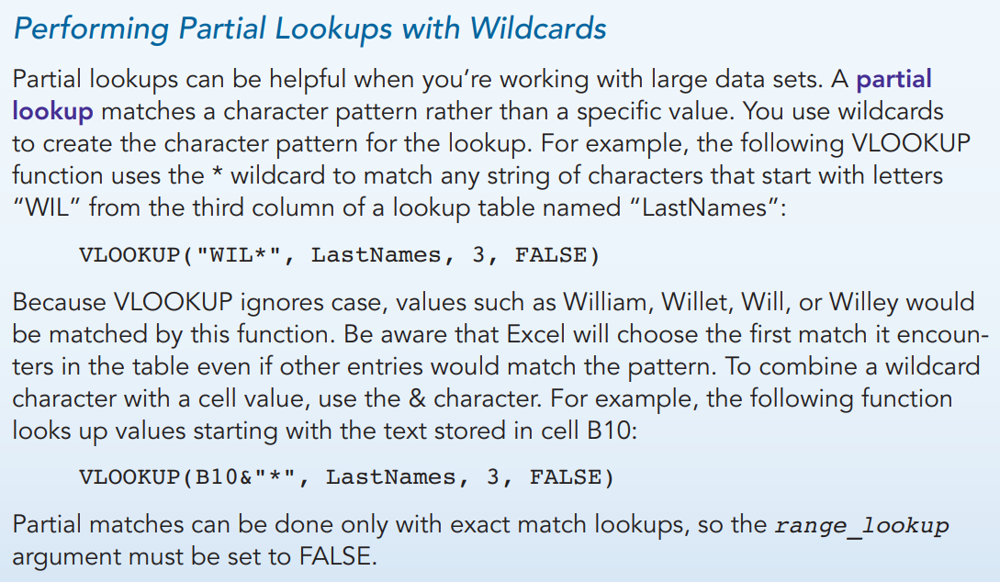 Performing Partial Lookups with Wildcards
Partial lookups can be helpful when you’re working with large data sets. A partial
lookup matches a character pattern rather than a specific value. You use wildcards
to create the character pattern for the lookup. For example, the following VLOOKUP
function uses the * wildcard to match any string of characters that start with letters
“WIL” from the third column of a lookup table named “LastNames”:
VLOOKUP("WIL*", LastNames, 3, FALSE)
Because VLOOKUP ignores case, values such as William, Willet, Will, or Willey would
be matched by this function. Be aware that Excel will choose the first match it encoun-
ters in the table even if other entries would match the pattern. To combine a wildcard
character with a cell value, use the & character. For example, the following function
looks up values starting with the text stored in cell B10:
VLOOKUP(B10&"*", LastNames, 3, FALSE)
Partial matches can be done only with exact match lookups, so the range_lookup
argument must be set to FALSE.